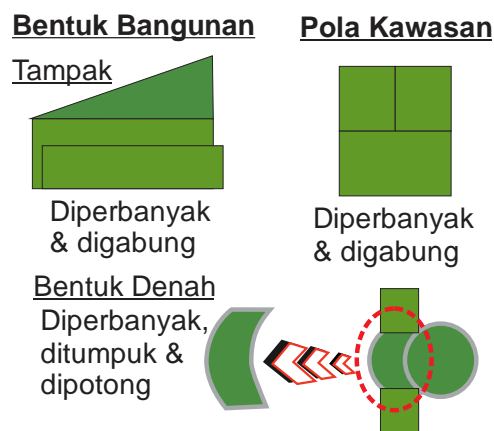 Bentuk Bangunan
Tampak
Diperbanyak
& digabung
Pola Kawasan
Diperbanyak
& digabung
Bentuk Denah
Diperbanyak,
ditumpuk &
dipotong